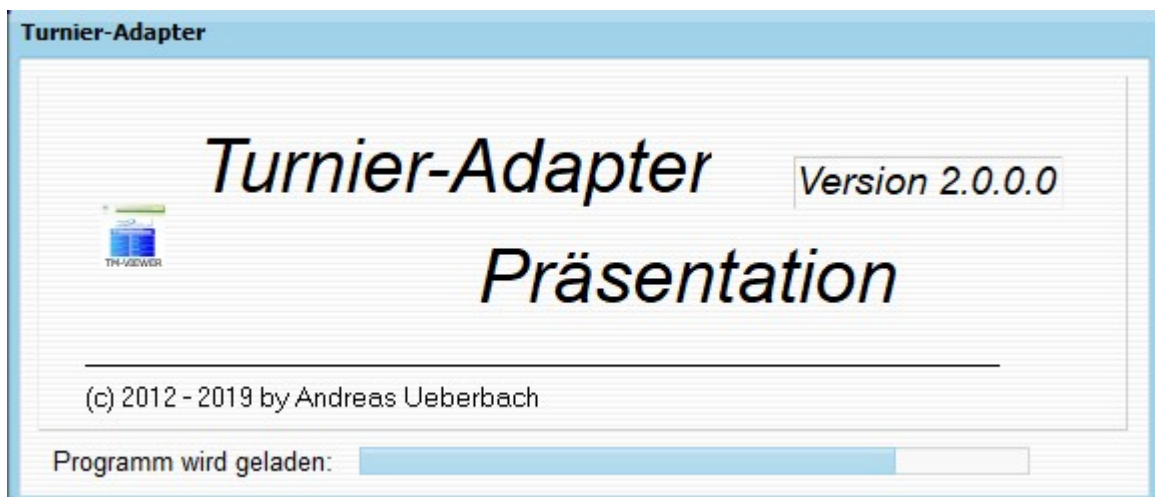 Turnier-Adapter
Turnier-Adapter
Version 2.0.0.0
TM-VIEWER
Präsentation
(c) 2012 - 2019 by Andreas Ueberbach
Programm wird geladen: